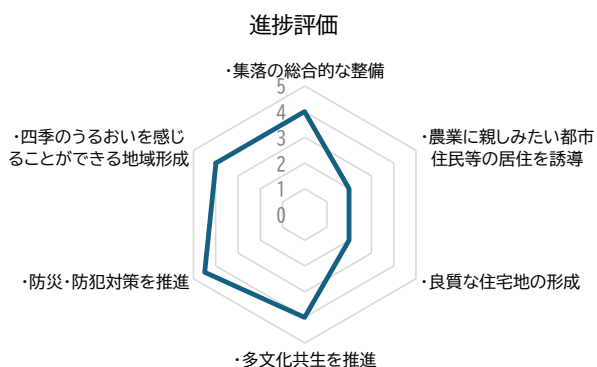 進捗評価
・集落の総合的な整備
5
4
3
2
1
0
・農業に親しみたい都市
住民等の居住を誘導
・良質な住宅地の形成
・多文化共生を推進
・防災・防犯対策を推進
・四季のうるおいを感じ
ることができる地域形成